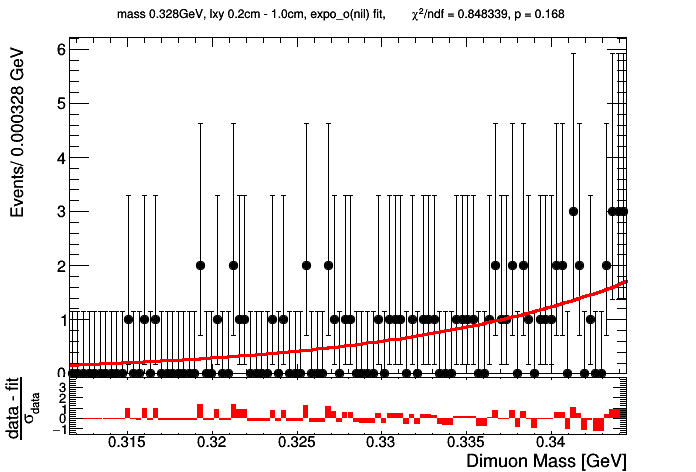 mass 0.328GeV, lxy 0.2cm - 1.0cm, expo_o(nil) fit, χ²/ndf = 0.848339, p = 0.168
Events/ 0.000328 GeV
6
5
4
3
2
1
0
data - fit
σdata
3
2
1
0
−1
0.315 0.32 0.325 0.33 0.335 0.34
Dimuon Mass [GeV]